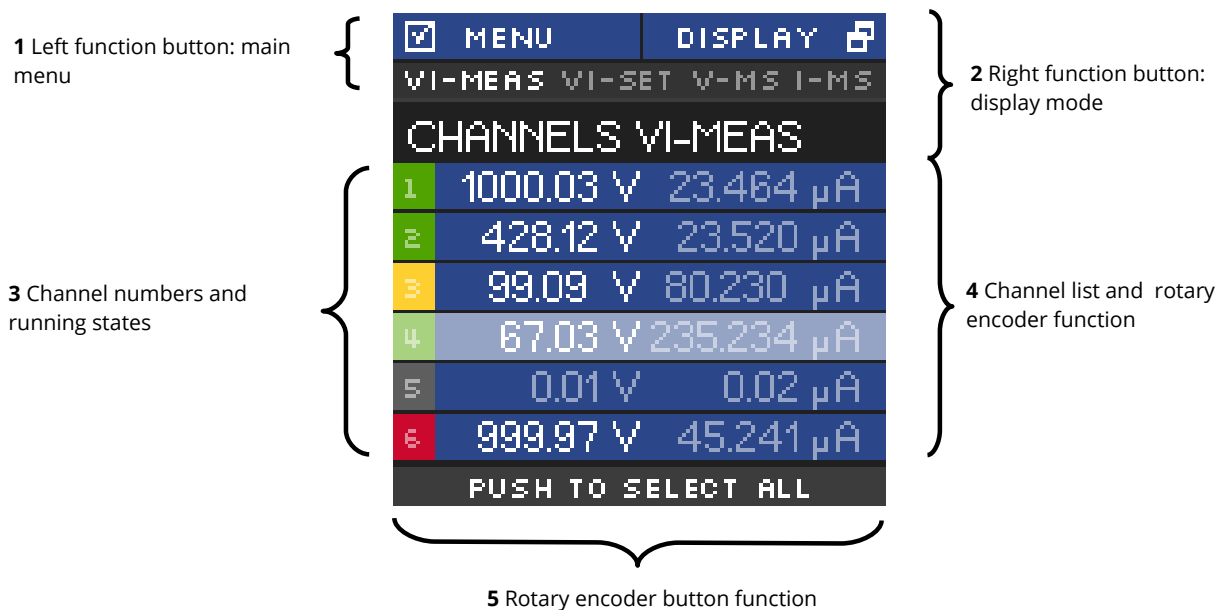 1 Left function button: main
menu
MENU DISPLAY
VI-MEAS VI-SET V-MS I-MS
2 Right function button:
display mode
CHANNELS VI-MEAS
1 1000.03 V 23.464 µA
2 428.12 V 23.520 µA
3 99.09 V 80.230 µA
4 67.03 V 235.234 µA
5 0.01 V 0.02 µA
6 999.97 V 45.241 µA
3 Channel numbers and
running states
4 Channel list and rotary
encoder function
PUSH TO SELECT ALL
5 Rotary encoder button function